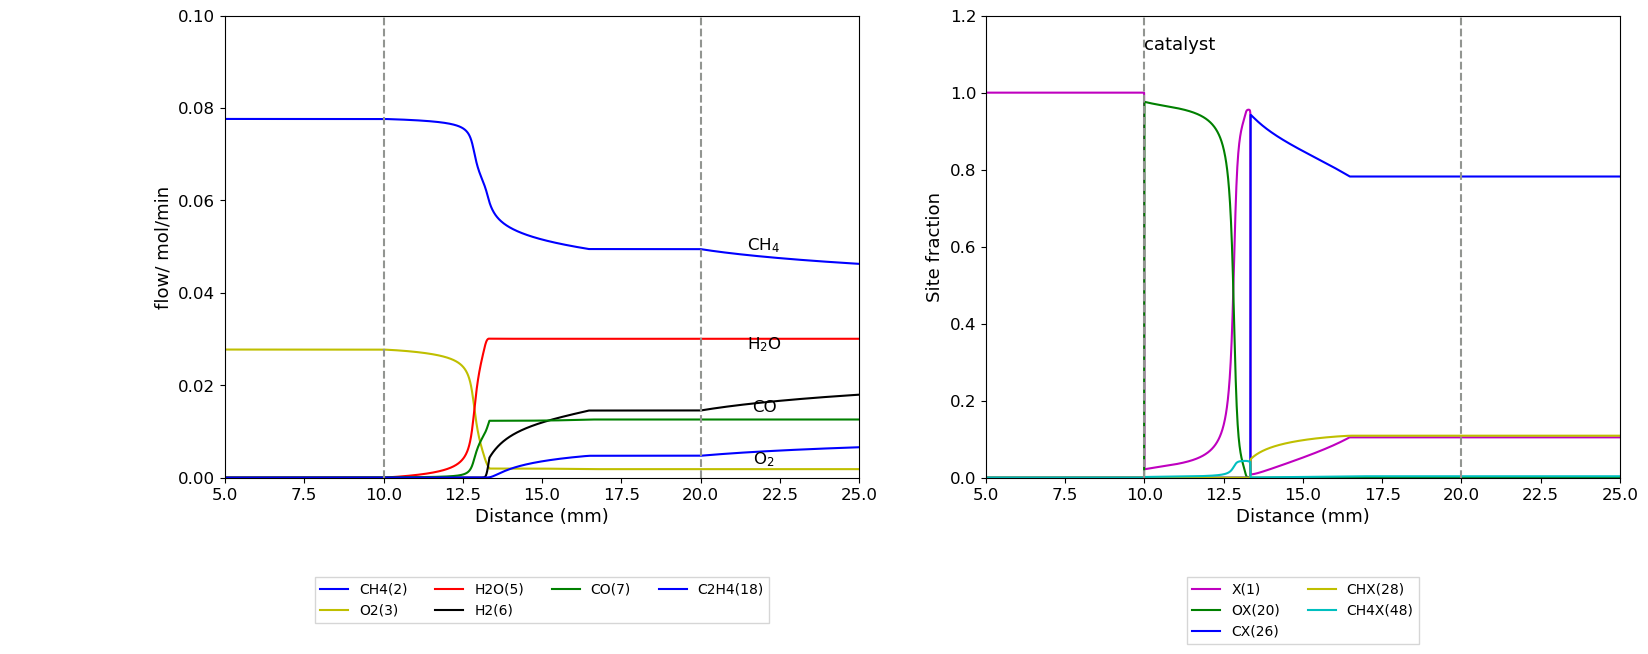 0.10
0.08
0.06
0.04
0.02
0.00
flow/ mol/min
CH₄
H₂O
CO
O₂
5.0 7.5 10.0 12.5 15.0 17.5 20.0 22.5 25.0
Distance (mm)
CH4(2) H2O(5) CO(7) C2H4(18)
O2(3) H2(6)
1.2
1.0
0.8
0.6
0.4
0.2
0.0
Site fraction
catalyst
5.0 7.5 10.0 12.5 15.0 17.5 20.0 22.5 25.0
Distance (mm)
X(1) CHX(28)
OX(20) CH4X(48)
CX(26)